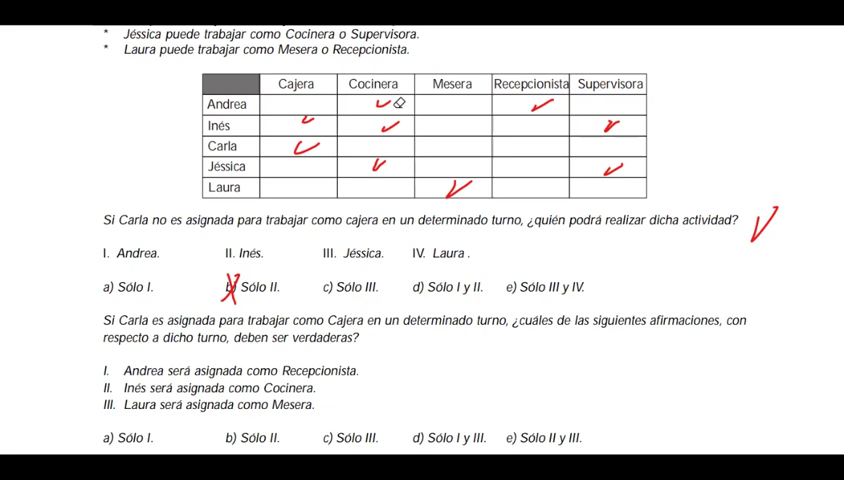 * Jéssica puede trabajar como Cocinera o Supervisora.
* Laura puede trabajar como Mesera o Recepcionista.
Cajera Cocinera Mesera Recepcionista Supervisora
Andrea
Inés
Carla
Jéssica
Laura
Si Carla no es asignada para trabajar como cajera en un determinado turno, ¿quién podrá realizar dicha actividad?
I. Andrea. II. Inés. III. Jéssica. IV. Laura .
a) Sólo I. b) Sólo II. c) Sólo III. d) Sólo I y II. e) Sólo III y IV.
Si Carla es asignada para trabajar como Cajera en un determinado turno, ¿cuáles de las siguientes afirmaciones, con
respecto a dicho turno, deben ser verdaderas?
I. Andrea será asignada como Recepcionista.
II. Inés será asignada como Cocinera.
III. Laura será asignada como Mesera.
a) Sólo I. b) Sólo II. c) Sólo III. d) Sólo I y III. e) Sólo II y III.